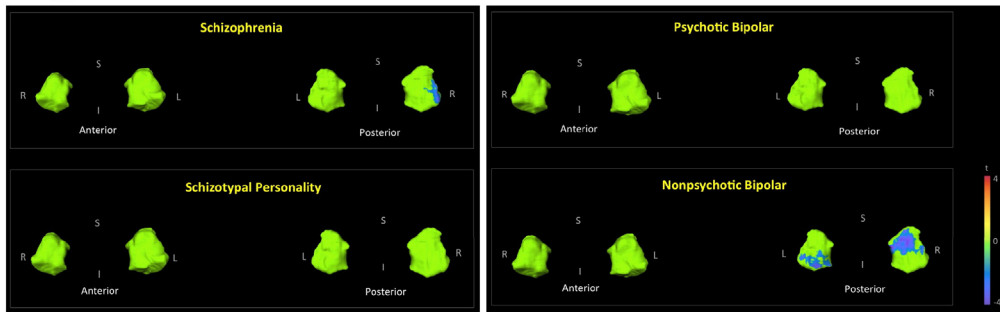 Schizophrenia
S
R
L
I
Anterior
S
L
R
I
Posterior
Psychotic Bipolar
S
R
L
I
Anterior
S
L
R
I
Posterior
Schizotypal Personality
S
R
L
I
Anterior
S
L
R
I
Posterior
Nonpsychotic Bipolar
S
R
L
I
Anterior
S
L
R
I
Posterior
t
4
0
-4